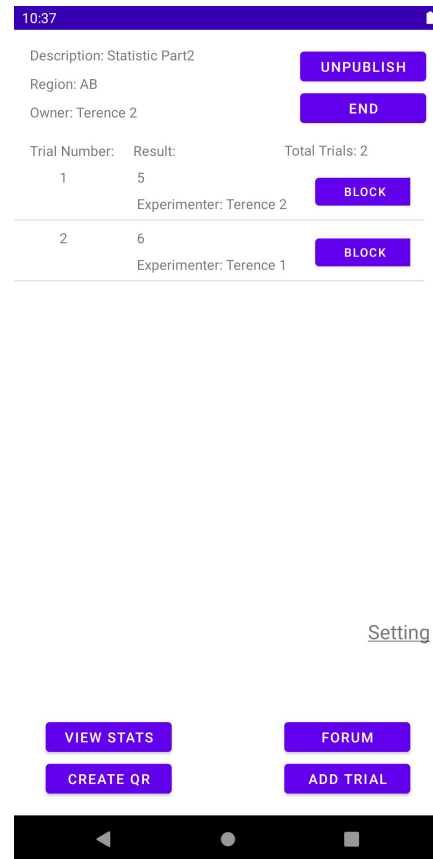 10:37
Description: Statistic Part2
UNPUBLISH
Region: AB
END
Owner: Terence 2
Trial Number: Result: Total Trials: 2
1 5
BLOCK
Experimenter: Terence 2
2 6
BLOCK
Experimenter: Terence 1
Setting
VIEW STATS FORUM
CREATE QR ADD TRIAL